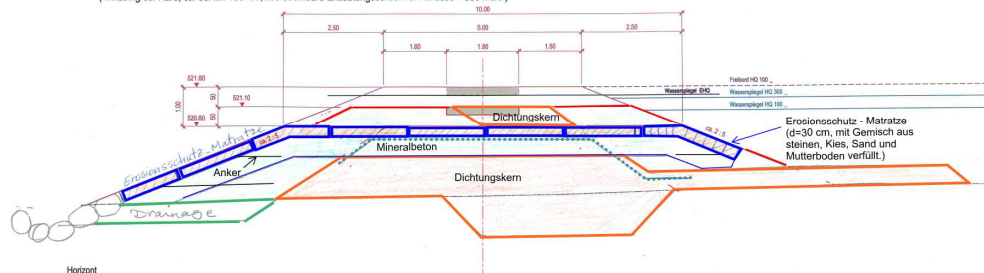 10.00
2.50
5.00
2.50
1.60
1.80
1.60
521.60
Freibord HQ 100
Wasserspiegel EHQ
Wasserspiegel HQ 300
1.00
50
50
521.10
Wasserspiegel HQ 100
520.60
Dichtungskern
ca. 2 : 5
Erosionsschutz-Matratze
ca. 2 : 5
Erosionsschutz - Matratze
(d=30 cm, mit Gemisch aus
steinen, Kies, Sand und
Mutterboden verfüllt.)
Mineralbeton
Anker
Dichtungskern
Drainage
Horizont